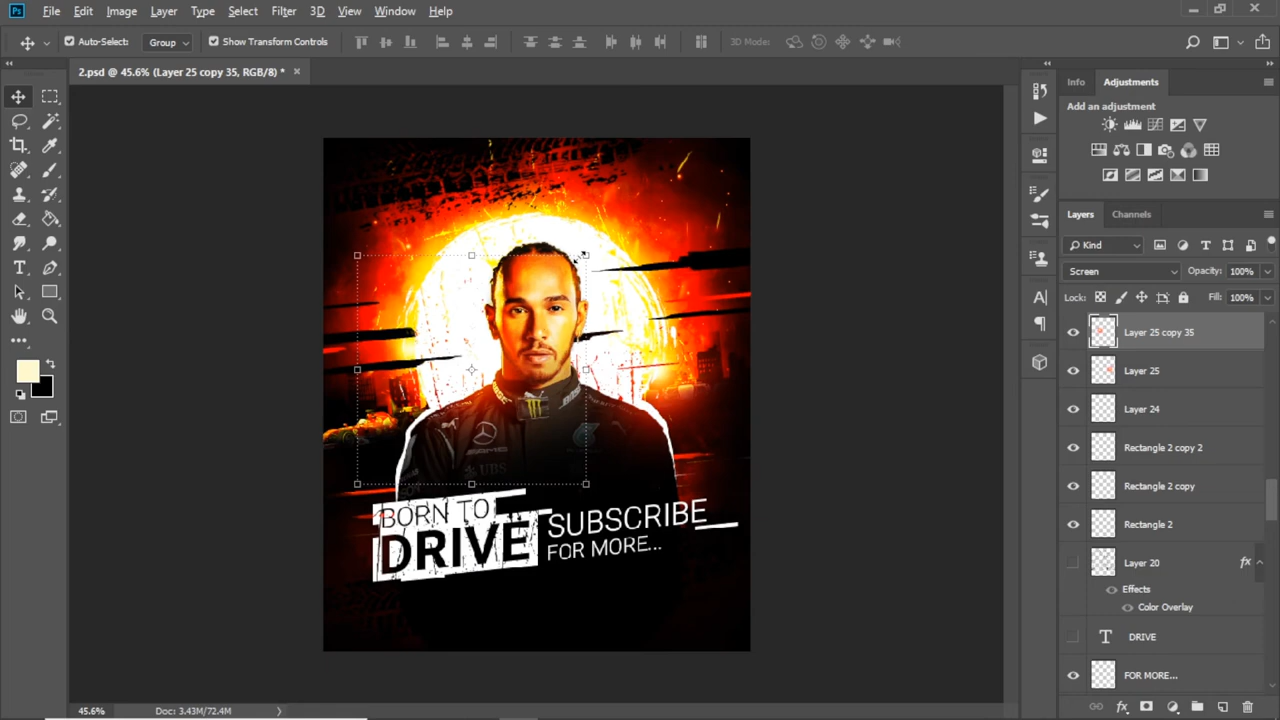 Ps File Edit Image Layer Type Select Filter 3D View Window Help
Auto-Select: Group Show Transform Controls 3D Mode:
2.psd @ 45.6% (Layer 25 copy 35, RGB/8) * ×
Info Adjustments
Add an adjustment
Layers Channels
Kind
Screen Opacity: 100%
Lock: Fill: 100%
Layer 25 copy 35
Layer 25
Layer 24
Rectangle 2 copy 2
Rectangle 2 copy
Rectangle 2
Layer 20 fx
Effects
Color Overlay
T DRIVE
FOR MORE...
UBS
BORN TO
DRIVE
SUBSCRIBE
FOR MORE...
45.6% Doc: 3.43M/72.4M